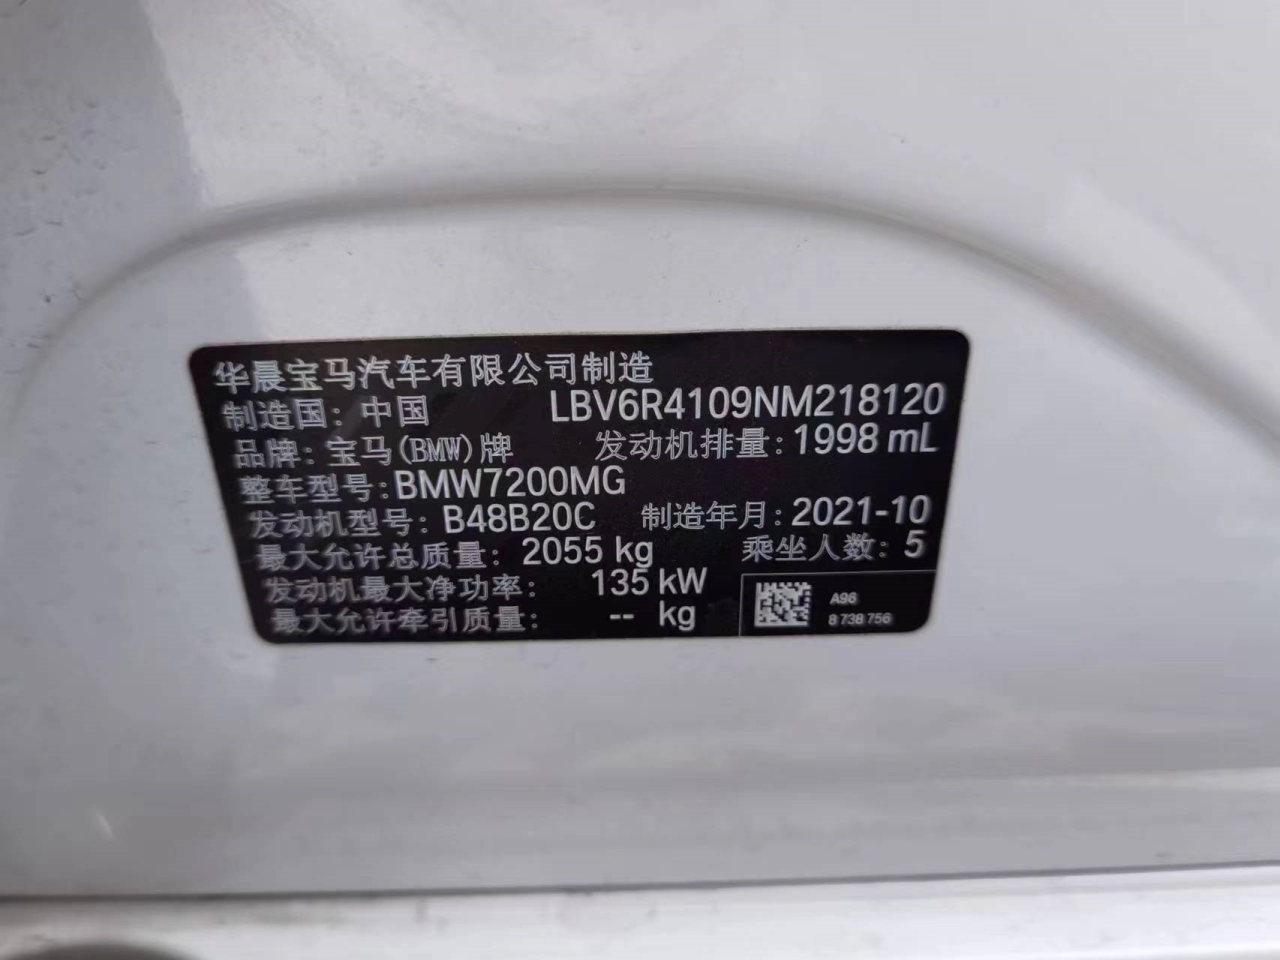 华晨宝马汽车有限公司制造
制造国: 中国 LBV6R4109NM218120
品牌: 宝马(BMW)牌 发动机排量: 1998 mL
整车型号: BMW7200MG
发动机型号: B48B20C 制造年月: 2021-10
最大允许总质量: 2055 kg 乘坐人数: 5
发动机最大净功率: 135 kW
最大允许牵引质量: -- kg
A96
8 738 756